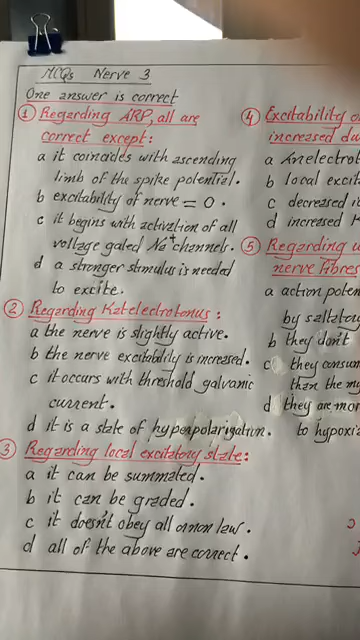 MCQs Nerve 3
One answer is correct
① Regarding ARP, all are
correct except:
a it coincides with ascending
limb of the spike potential.
b excitability of nerve = 0.
c it begins with activation of all
voltage gated Na+ channels.
d a stronger stimulus is needed
to excite.
② Regarding Katelectrotonus:
a the nerve is slightly active.
b the nerve excitability is increased.
c it occurs with threshold galvanic
current.
d it is a state of hyperpolarization.
③ Regarding local excitatory state:
a it can be summated.
b it can be graded.
c it doesn't obey all or non law.
d all of the above are correct.
④ Excitability o
increased du
a Anelectrot
b local excit
c decreased
d increased
⑤ Regarding
nerve Fibres
a action poten
by saltatory
b they don't
c they consum
than the my
d they are mor
to hypoxi